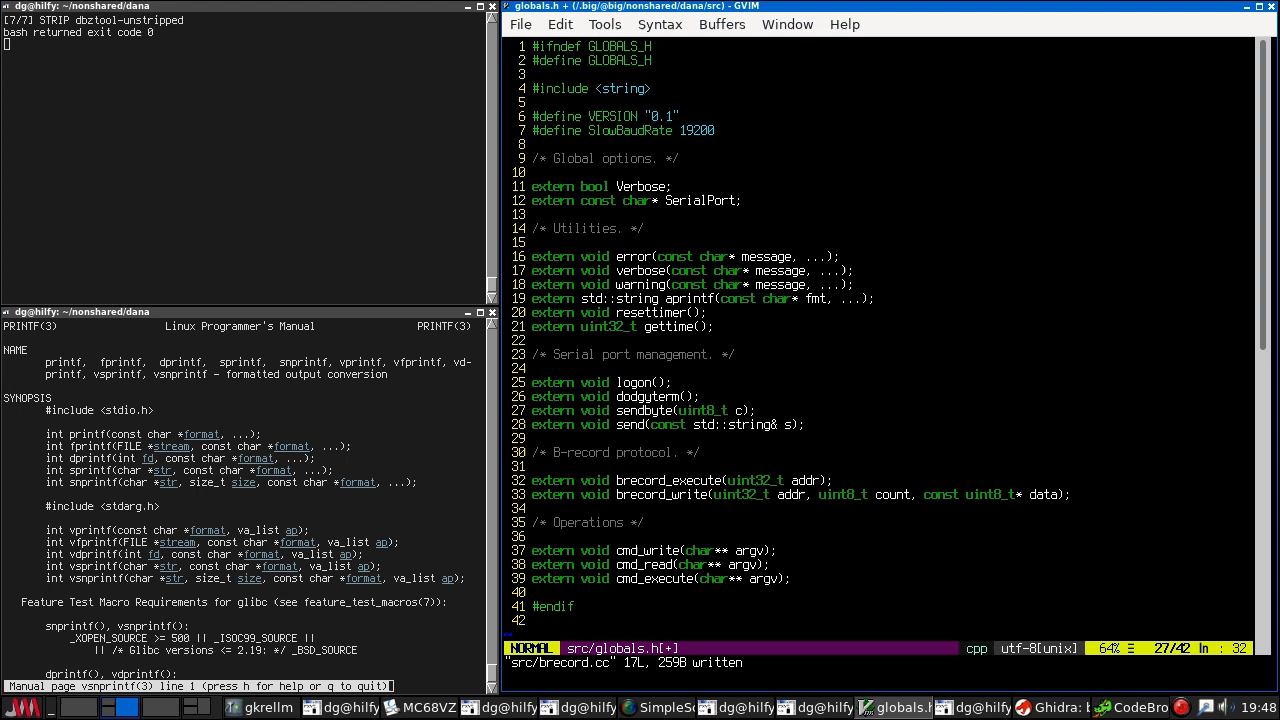 dg@hilfy: ~/nonshared/dana
[7/7] STRIP dbztool-unstripped
bash returned exit code 0
dg@hilfy: ~/nonshared/dana
PRINTF(3) Linux Programmer's Manual PRINTF(3)
NAME
printf, fprintf, dprintf, sprintf, snprintf, vprintf, vfprintf, vd-
printf, vsprintf, vsnprintf - formatted output conversion
SYNOPSIS
#include <stdio.h>
int printf(const char *format, ...);
int fprintf(FILE *stream, const char *format, ...);
int dprintf(int fd, const char *format, ...);
int sprintf(char *str, const char *format, ...);
int snprintf(char *str, size_t size, const char *format, ...);
#include <stdarg.h>
int vprintf(const char *format, va_list ap);
int vfprintf(FILE *stream, const char *format, va_list ap);
int vdprintf(int fd, const char *format, va_list ap);
int vsprintf(char *str, const char *format, va_list ap);
int vsnprintf(char *str, size_t size, const char *format, va_list ap);
Feature Test Macro Requirements for glibc (see feature_test_macros(7)):
snprintf(), vsnprintf():
_XOPEN_SOURCE >= 500 || _ISOC99_SOURCE ||
|| /* Glibc versions <= 2.19: */ _BSD_SOURCE
dprintf(), vdprintf():
Manual page vsnprintf(3) line 1 (press h for help or q to quit)
globals.h + (/.big/@big/nonshared/dana/src) - GVIM
File Edit Tools Syntax Buffers Window Help
1 #ifndef GLOBALS_H
2 #define GLOBALS_H
3
4 #include <string>
5
6 #define VERSION "0.1"
7 #define SlowBaudRate 19200
8
9 /* Global options. */
10
11 extern bool Verbose;
12 extern const char* SerialPort;
13
14 /* Utilities. */
15
16 extern void error(const char* message, ...);
17 extern void verbose(const char* message, ...);
18 extern void warning(const char* message, ...);
19 extern std::string aprintf(const char* fmt, ...);
20 extern void resettimer();
21 extern uint32_t gettime();
22
23 /* Serial port management. */
24
25 extern void logon();
26 extern void dodgyterm();
27 extern void sendbyte(uint8_t c);
28 extern void send(const std::string& s);
29
30 /* B-record protocol. */
31
32 extern void brecord_execute(uint32_t addr);
33 extern void brecord_write(uint32_t addr, uint8_t count, const uint8_t* data);
34
35 /* Operations */
36
37 extern void cmd_write(char** argv);
38 extern void cmd_read(char** argv);
39 extern void cmd_execute(char** argv);
40
41 #endif
42
~
NORMAL src/globals.h[+] cpp utf-8[unix] 64% ☰ 27/42 ln : 32
"src/brecord.cc" 17L, 259B written
gkrellm dg@hilfy MC68VZ dg@hilfy dg@hilfy SimpleSe dg@hilfy dg@hilfy globals.h dg@hilfy Ghidra: b CodeBro 19:48